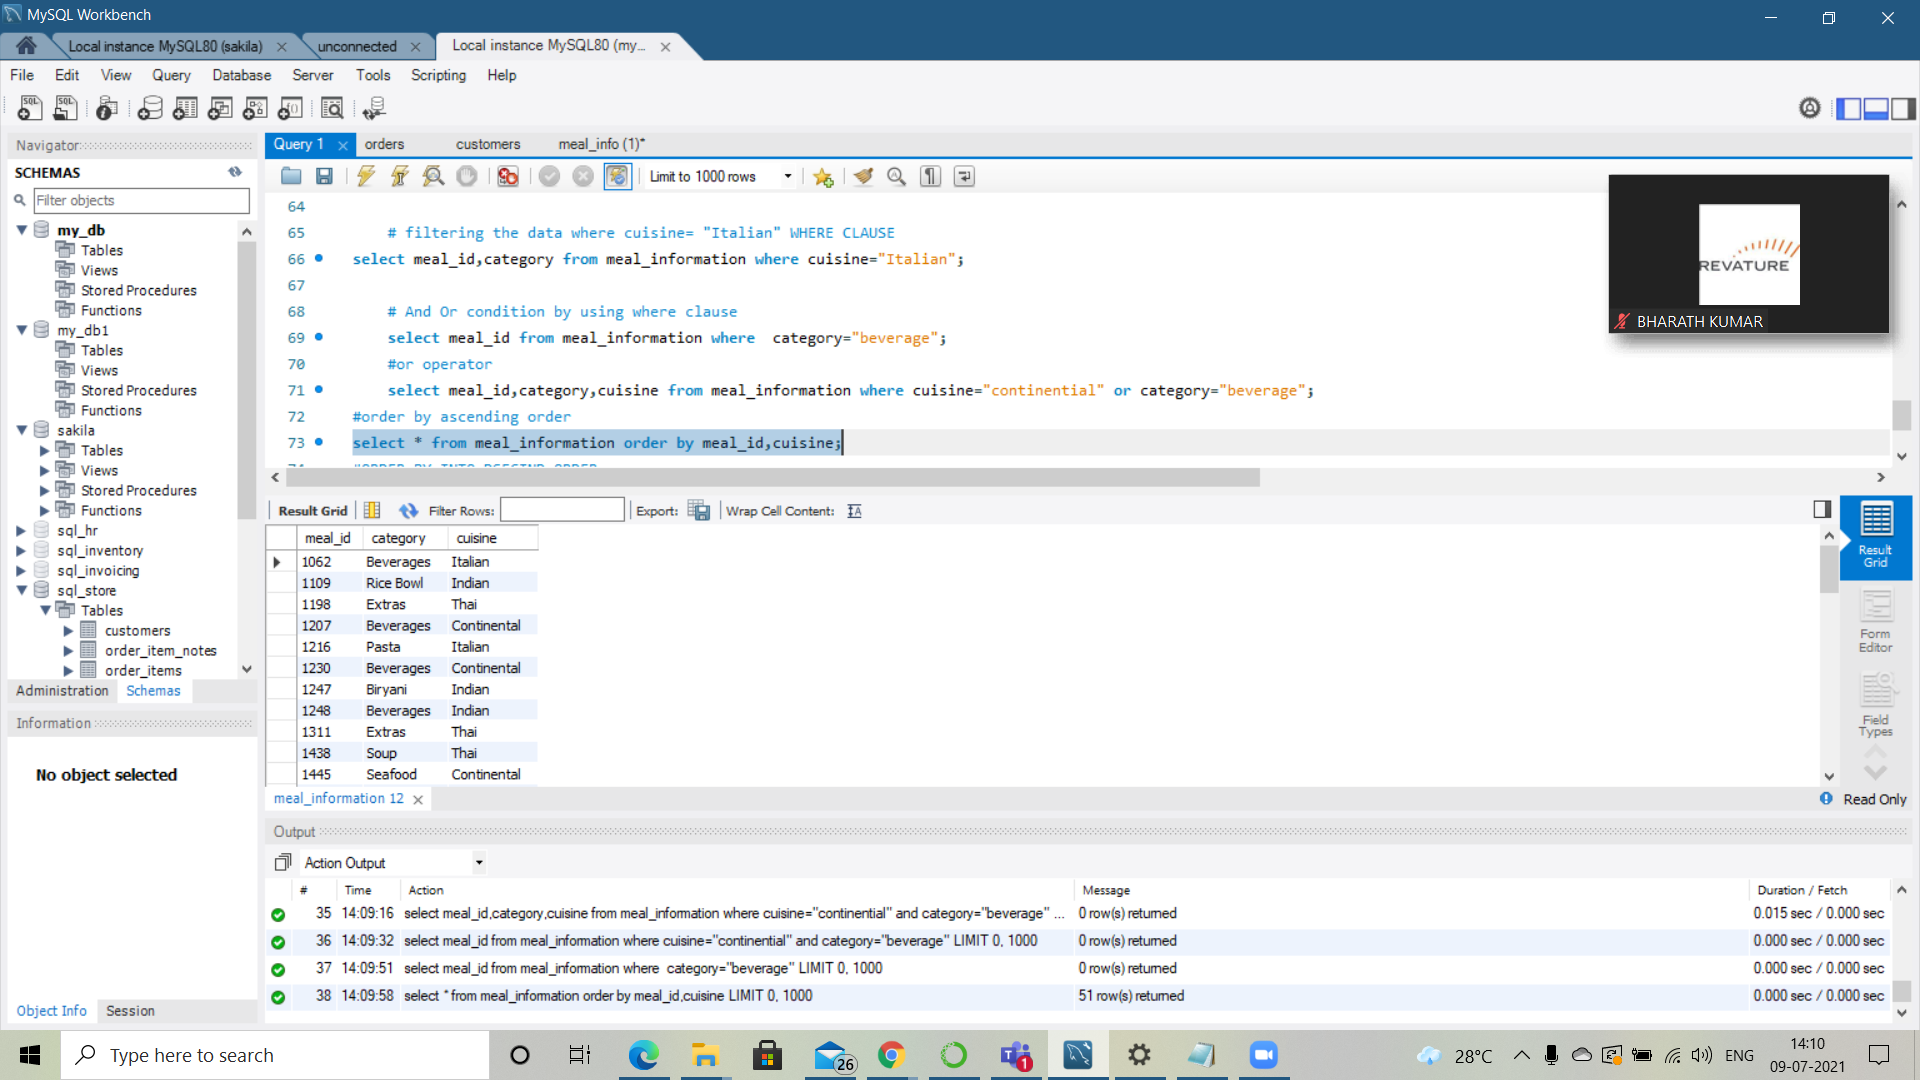 MySQL Workbench
Local instance MySQL80 (sakila)
unconnected
Local instance MySQL80 (my...
File Edit View Query Database Server Tools Scripting Help
Navigator
SCHEMAS
Filter objects
my_db
Tables
Views
Stored Procedures
Functions
my_db1
Tables
Views
Stored Procedures
Functions
sakila
Tables
Views
Stored Procedures
Functions
sql_hr
sql_inventory
sql_invoicing
sql_store
Tables
customers
order_item_notes
order_items
Administration Schemas
Information
No object selected
Object Info Session
Query 1 orders customers meal_info (1)*
Limit to 1000 rows
64
65 # filtering the data where cuisine= "Italian" WHERE CLAUSE
66 select meal_id,category from meal_information where cuisine="Italian";
67
68 # And Or condition by using where clause
69 select meal_id from meal_information where category="beverage";
70 #or operator
71 select meal_id,category,cuisine from meal_information where cuisine="continential" or category="beverage";
72 #order by ascending order
73 select * from meal_information order by meal_id,cuisine;
REVATURE
BHARATH KUMAR
Result Grid Filter Rows: Export: Wrap Cell Content:
meal_id category cuisine
1062 Beverages Italian
1109 Rice Bowl Indian
1198 Extras Thai
1207 Beverages Continental
1216 Pasta Italian
1230 Beverages Continental
1247 Biryani Indian
1248 Beverages Indian
1311 Extras Thai
1438 Soup Thai
1445 Seafood Continental
Result
Grid
Form
Editor
Field
Types
meal_information 12
Read Only
Output
Action Output
# Time Action Message Duration / Fetch
35 14:09:16 select meal_id,category,cuisine from meal_information where cuisine="continential" and category="beverage" ... 0 row(s) returned 0.015 sec / 0.000 sec
36 14:09:32 select meal_id from meal_information where cuisine="continential" and category="beverage" LIMIT 0, 1000 0 row(s) returned 0.000 sec / 0.000 sec
37 14:09:51 select meal_id from meal_information where category="beverage" LIMIT 0, 1000 0 row(s) returned 0.000 sec / 0.000 sec
38 14:09:58 select * from meal_information order by meal_id,cuisine LIMIT 0, 1000 51 row(s) returned 0.000 sec / 0.000 sec
Type here to search
26
1
28°C
ENG
14:10
09-07-2021